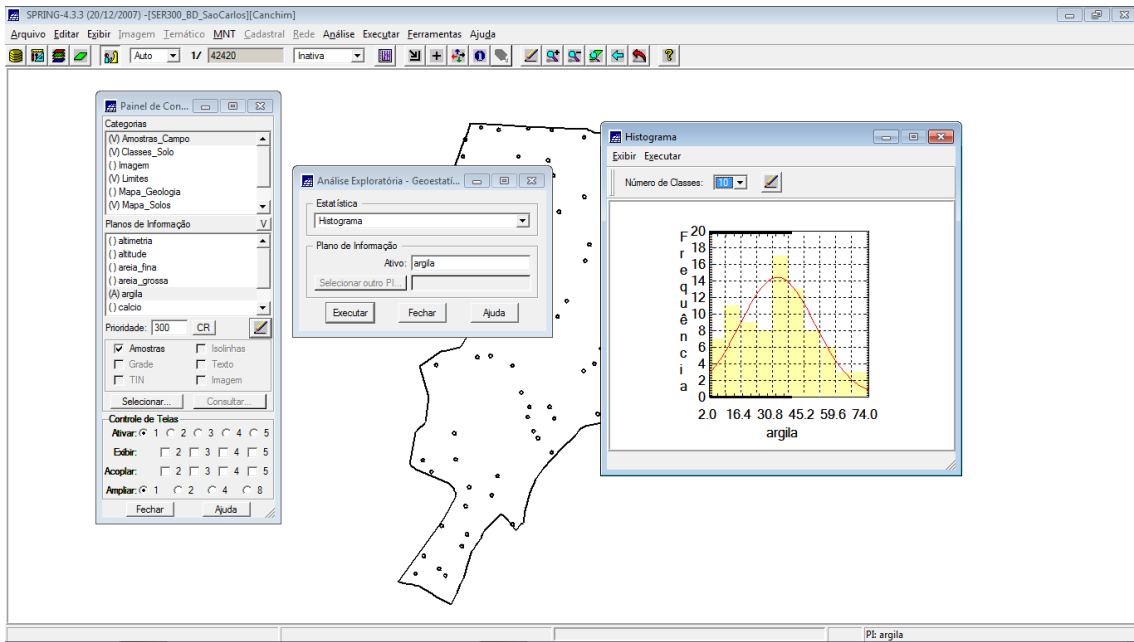 SPRING-4.3.3 (20/12/2007) -[SER300_BD_SaoCarlos][Canchim]
Arquivo Editar Exibir Imagem Temático MNT Cadastral Rede Análise Executar Ferramentas Ajuda
Auto 1/ 42420 Inativa
Painel de Con...
Categorias
(V) Amostras_Campo
(V) Classes_Solo
( ) Imagem
(V) Limites
( ) Mapa_Geologia
(V) Mapa_Solos
Planos de Informação V
( ) altimetria
( ) altitude
( ) areia_fina
( ) areia_grossa
(A) argila
( ) calcio
Prioridade: 300 CR
Amostras Isolinhas
Grade Texto
TIN Imagem
Selecionar... Consultar...
Controle de Telas
Ativar: 1 2 3 4 5
Exibir: 2 3 4 5
Acoplar: 2 3 4 5
Ampliar: 1 2 4 8
Fechar Ajuda
Análise Exploratória - Geoestatí...
Estatística
Histograma
Plano de Informação
Ativo: argila
Selecionar outro PI...
Executar Fechar Ajuda
Histograma
Exibir Executar
Número de Classes: 10
Frequência
20
18
16
14
12
10
8
6
4
2
0
2.0 16.4 30.8 45.2 59.6 74.0
argila
PI: argila